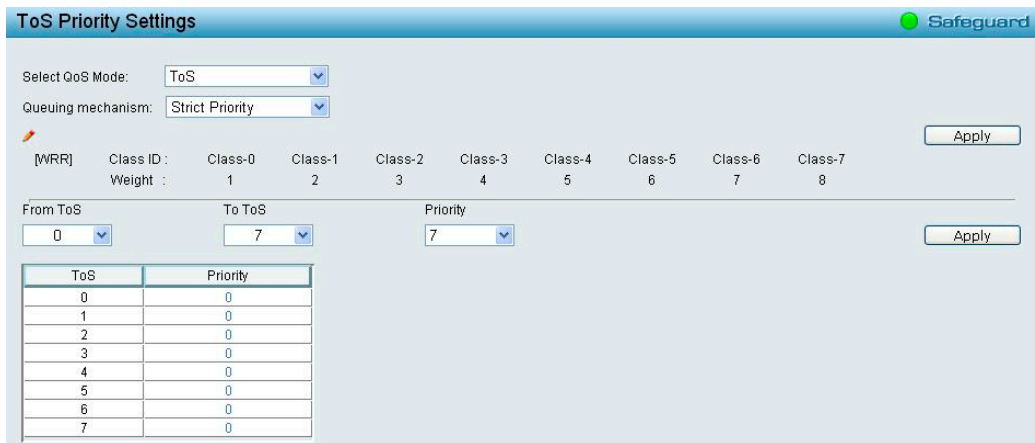 ToS Priority Settings
Safeguard
Select QoS Mode: ToS
Queuing mechanism: Strict Priority
Apply
[WRR] Class ID : Class-0 Class-1 Class-2 Class-3 Class-4 Class-5 Class-6 Class-7
Weight : 1 2 3 4 5 6 7 8
From ToS To ToS Priority
0 7 7 Apply
ToS Priority
0 0
1 0
2 0
3 0
4 0
5 0
6 0
7 0